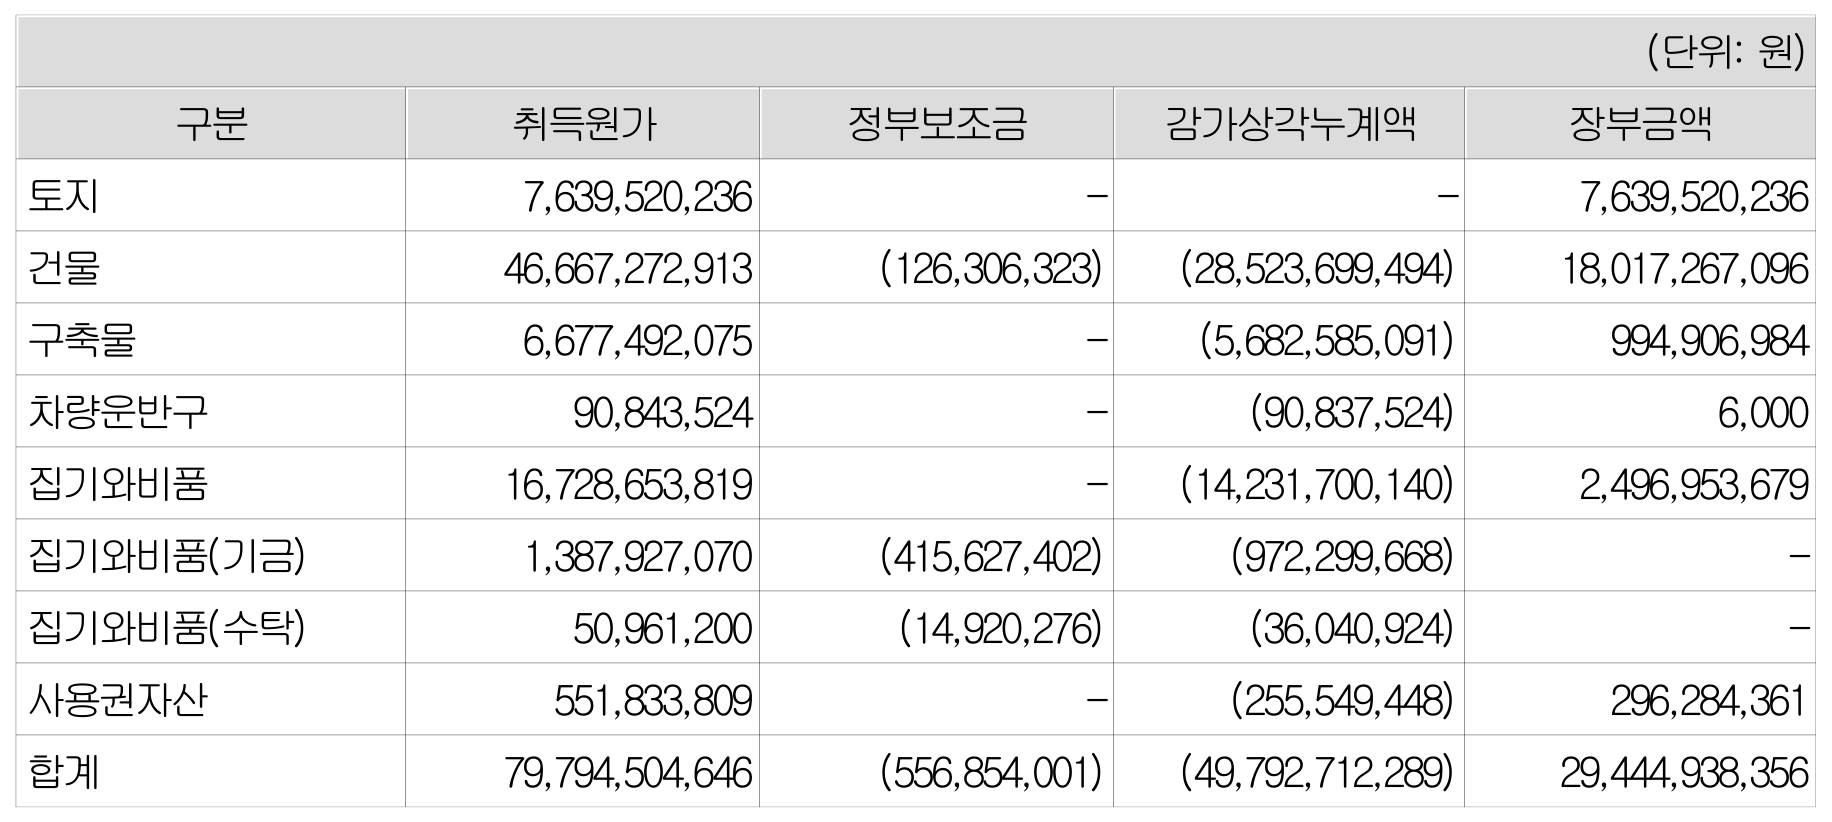 (단위: 원)
구분 취득원가 정부보조금 감가상각누계액 장부금액
토지 7,639,520,236 – – 7,639,520,236
건물 46,667,272,913 (126,306,323) (28,523,699,494) 18,017,267,096
구축물 6,677,492,075 – (5,682,585,091) 994,906,984
차량운반구 90,843,524 – (90,837,524) 6,000
집기와비품 16,728,653,819 – (14,231,700,140) 2,496,953,679
집기와비품(기금) 1,387,927,070 (415,627,402) (972,299,668) –
집기와비품(수탁) 50,961,200 (14,920,276) (36,040,924) –
사용권자산 551,833,809 – (255,549,448) 296,284,361
합계 79,794,504,646 (556,854,001) (49,792,712,289) 29,444,938,356